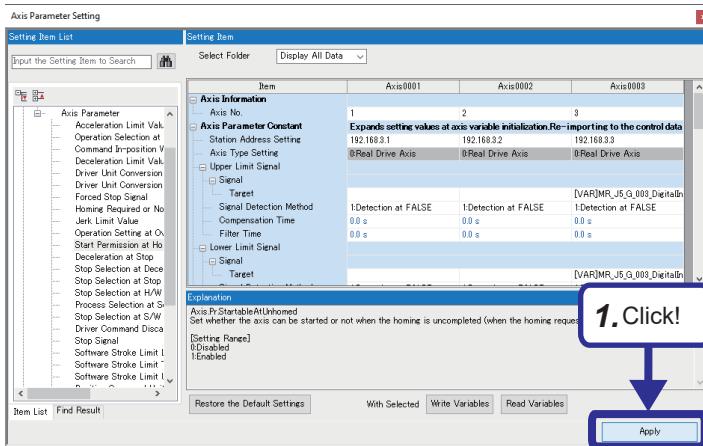 Axis Parameter Setting
Setting Item List
Input the Setting Item to Search
Axis Parameter
Acceleration Limit Valu
Operation Selection at
Command In-position V
Deceleration Limit Valu
Driver Unit Conversion
Driver Unit Conversion
Forced Stop Signal
Homing Required or No
Jerk Limit Value
Operation Setting at Ov
Start Permission at Ho
Deceleration at Stop
Stop Selection at Dece
Stop Selection at Stop
Stop Selection at H/W
Process Selection at S
Stop Selection at S/W
Driver Command Disca
Stop Signal
Software Stroke Limit L
Software Stroke Limit
Software Stroke Limit U
Item List Find Result
Setting Item
Select Folder Display All Data
Item Axis0001 Axis0002 Axis0003
Axis Information
Axis No. 1 2 3
Axis Parameter Constant Expands setting values at axis variable initialization.Re-importing to the control data
Station Address Setting 192.168.3.1 192.168.3.2 192.168.3.3
Axis Type Setting 0:Real Drive Axis 0:Real Drive Axis 0:Real Drive Axis
Upper Limit Signal
Signal
Target [VAR]MR_J5_G_003_DigitalIn
Signal Detection Method 1:Detection at FALSE 1:Detection at FALSE 1:Detection at FALSE
Compensation Time 0.0 s 0.0 s 0.0 s
Filter Time 0.0 s 0.0 s 0.0 s
Lower Limit Signal
Signal
Target [VAR]MR_J5_G_003_DigitalIn
Explanation
Axis.Pr.StartableAtUnhomed
Set whether the axis can be started or not when the homing is uncompleted (when the homing reques
[Setting Range]
0:Disabled
1:Enabled
1. Click!
Restore the Default Settings With Selected Write Variables Read Variables
Apply